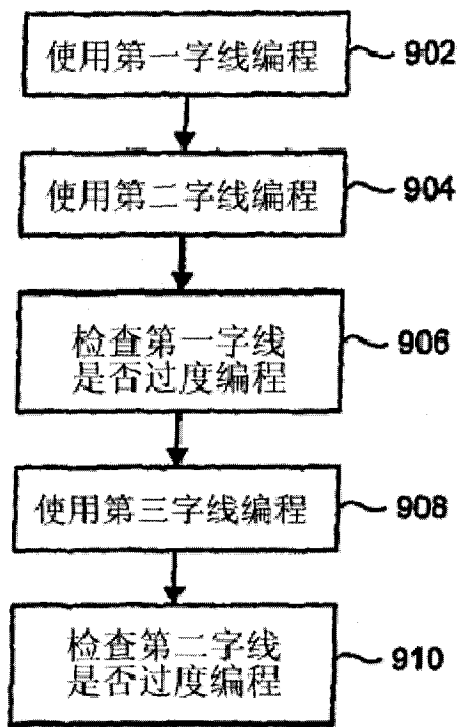 使用第一字线编程 902
使用第二字线编程 904
检查第一字线
是否过度编程 906
使用第三字线编程 908
检查第二字线
是否过度编程 910